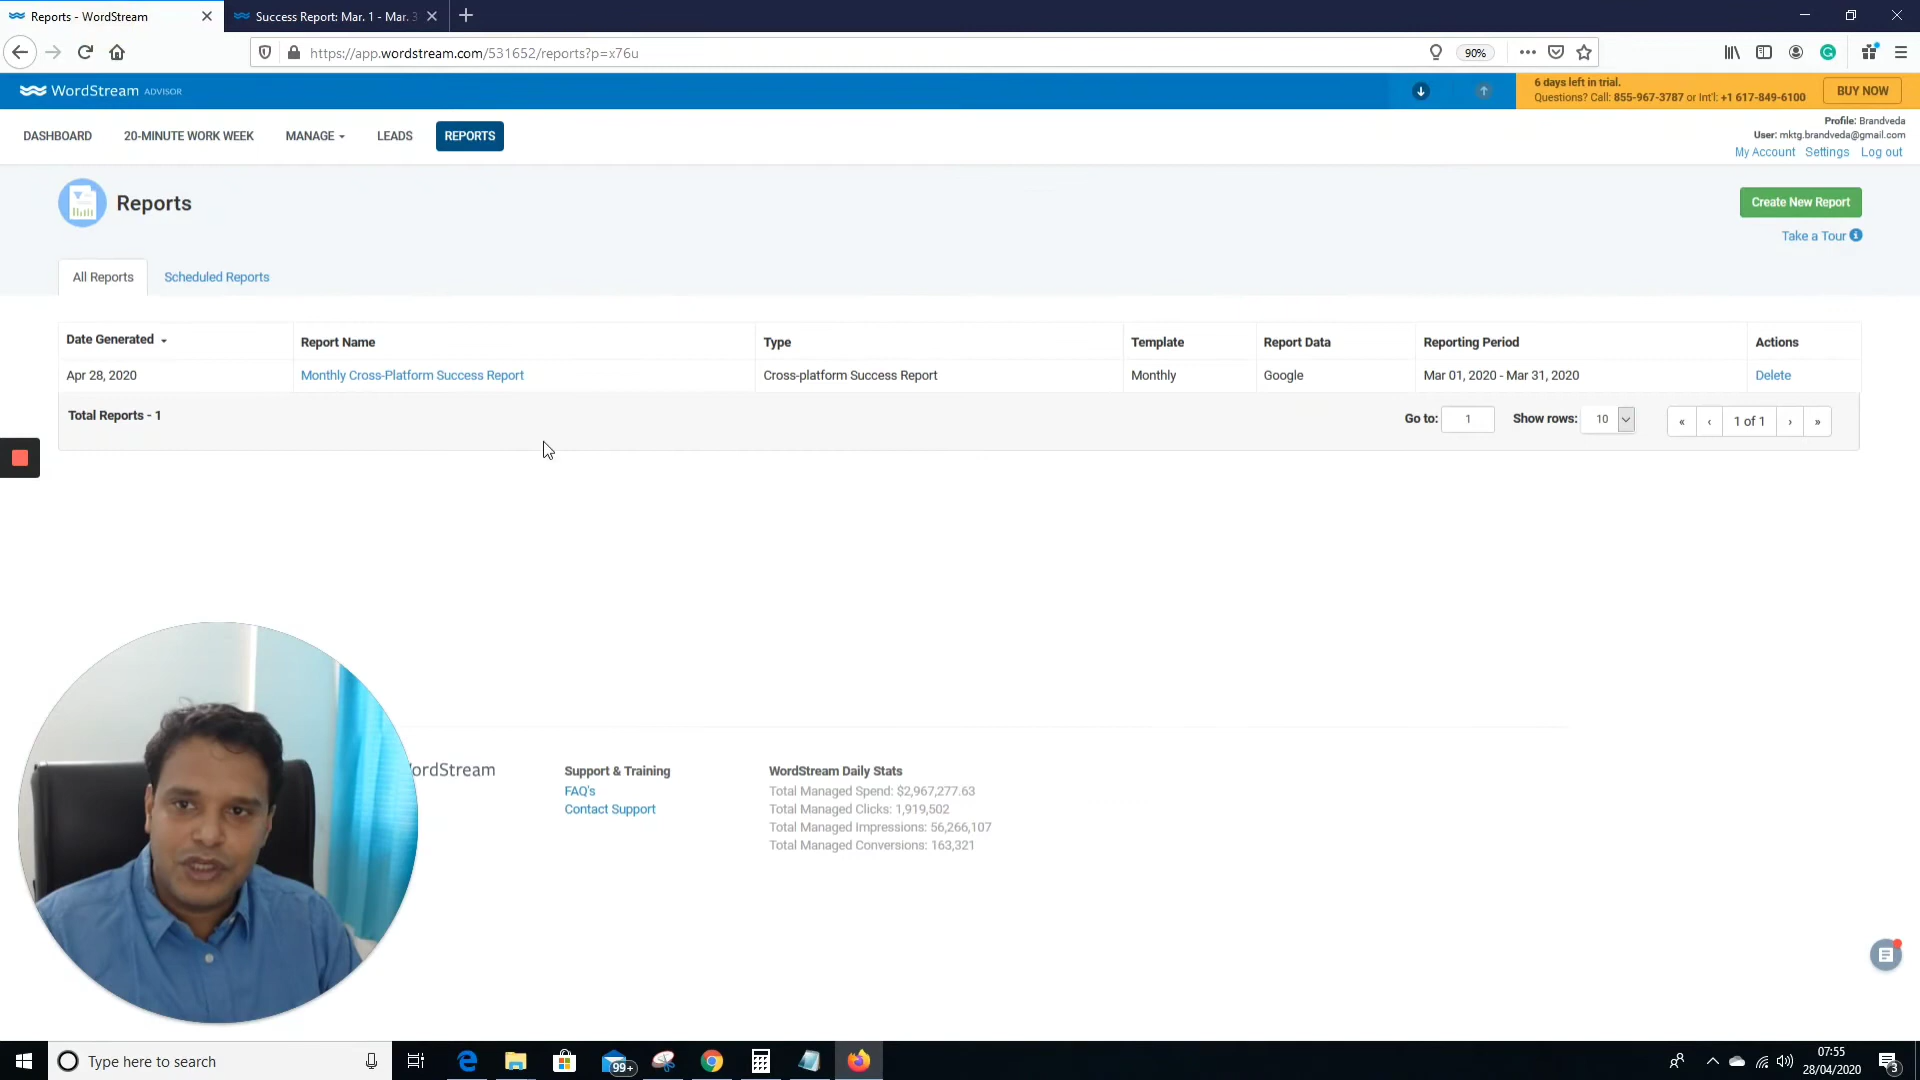 Reports - WordStream
Success Report: Mar. 1 - Mar. 3
https://app.wordstream.com/531652/reports?p=x76u
90%
WordStream ADVISOR
6 days left in trial.
Questions? Call: 855-967-3787 or Int'l: +1 617-849-6100
BUY NOW
DASHBOARD
20-MINUTE WORK WEEK
MANAGE
LEADS
REPORTS
Profile: Brandveda
User: mktg.brandveda@gmail.com
My Account Settings Log out
Reports
Create New Report
Take a Tour
All Reports
Scheduled Reports
Date Generated
Report Name
Type
Template
Report Data
Reporting Period
Actions
Apr 28, 2020
Monthly Cross-Platform Success Report
Cross-platform Success Report
Monthly
Google
Mar 01, 2020 - Mar 31, 2020
Delete
Total Reports - 1
Go to: 1
Show rows: 10
« ‹ 1 of 1 › »
ordStream
Support & Training
FAQ's
Contact Support
WordStream Daily Stats
Total Managed Spend: $2,967,277.63
Total Managed Clicks: 1,919,502
Total Managed Impressions: 56,266,107
Total Managed Conversions: 163,321
Type here to search
99+
07:55
28/04/2020
3